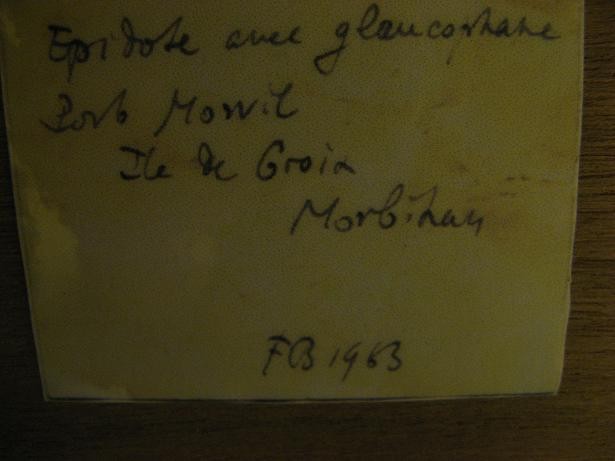 Epidote avec glaucophane
Port Morvil
Ile de Groix
Morbihan
FB 1963